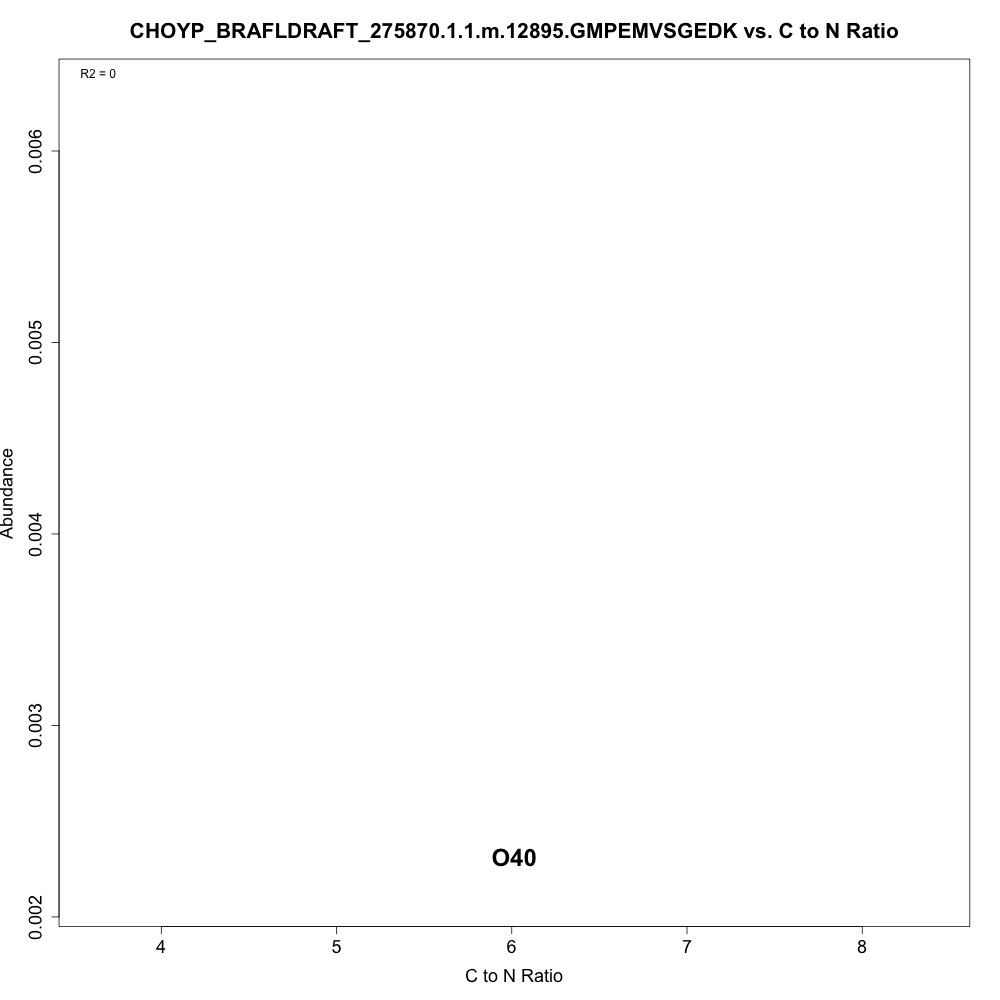 CHOYP_BRAFLDRAFT_275870.1.1.m.12895.GMPEMVSGEDK vs. C to N Ratio
R2 = 0
0.006
0.005
0.004
0.003
0.002
Abundance
O40
4 5 6 7 8
C to N Ratio